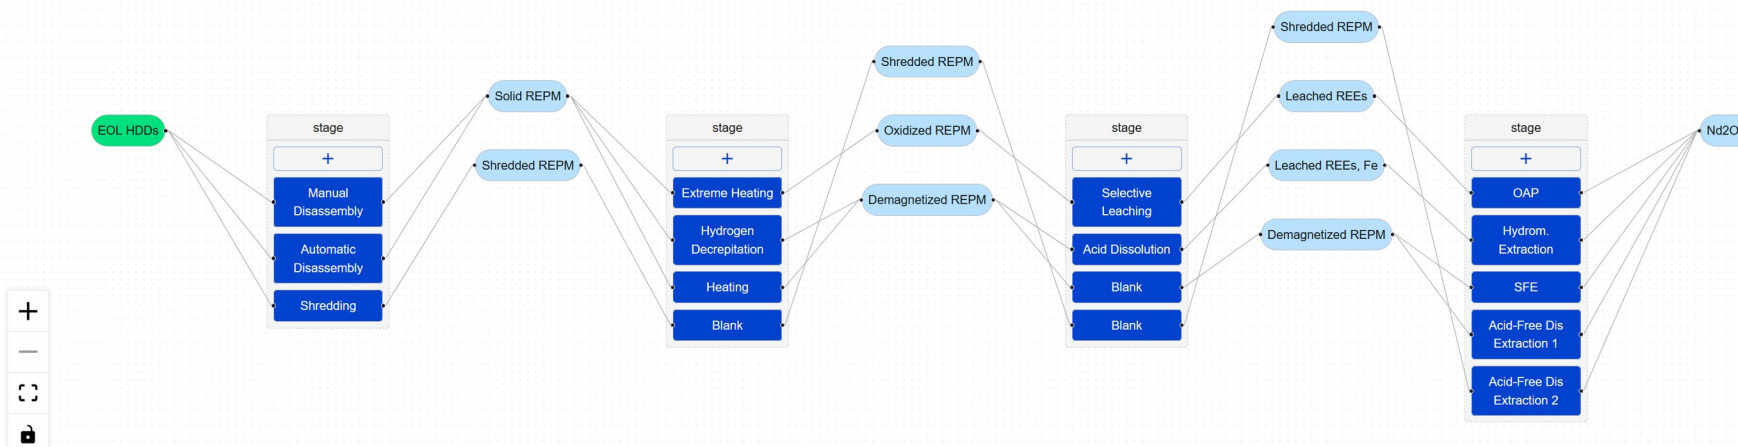 EOL HDDs
stage
+
Manual
Disassembly
Automatic
Disassembly
Shredding
Solid REPM
Shredded REPM
stage
+
Extreme Heating
Hydrogen
Decrepitation
Heating
Blank
Shredded REPM
Oxidized REPM
Demagnetized REPM
stage
+
Selective
Leaching
Acid Dissolution
Blank
Blank
Shredded REPM
Leached REEs
Leached REEs, Fe
Demagnetized REPM
stage
+
OAP
Hydrom.
Extraction
SFE
Acid-Free Dis
Extraction 1
Acid-Free Dis
Extraction 2
Nd2O